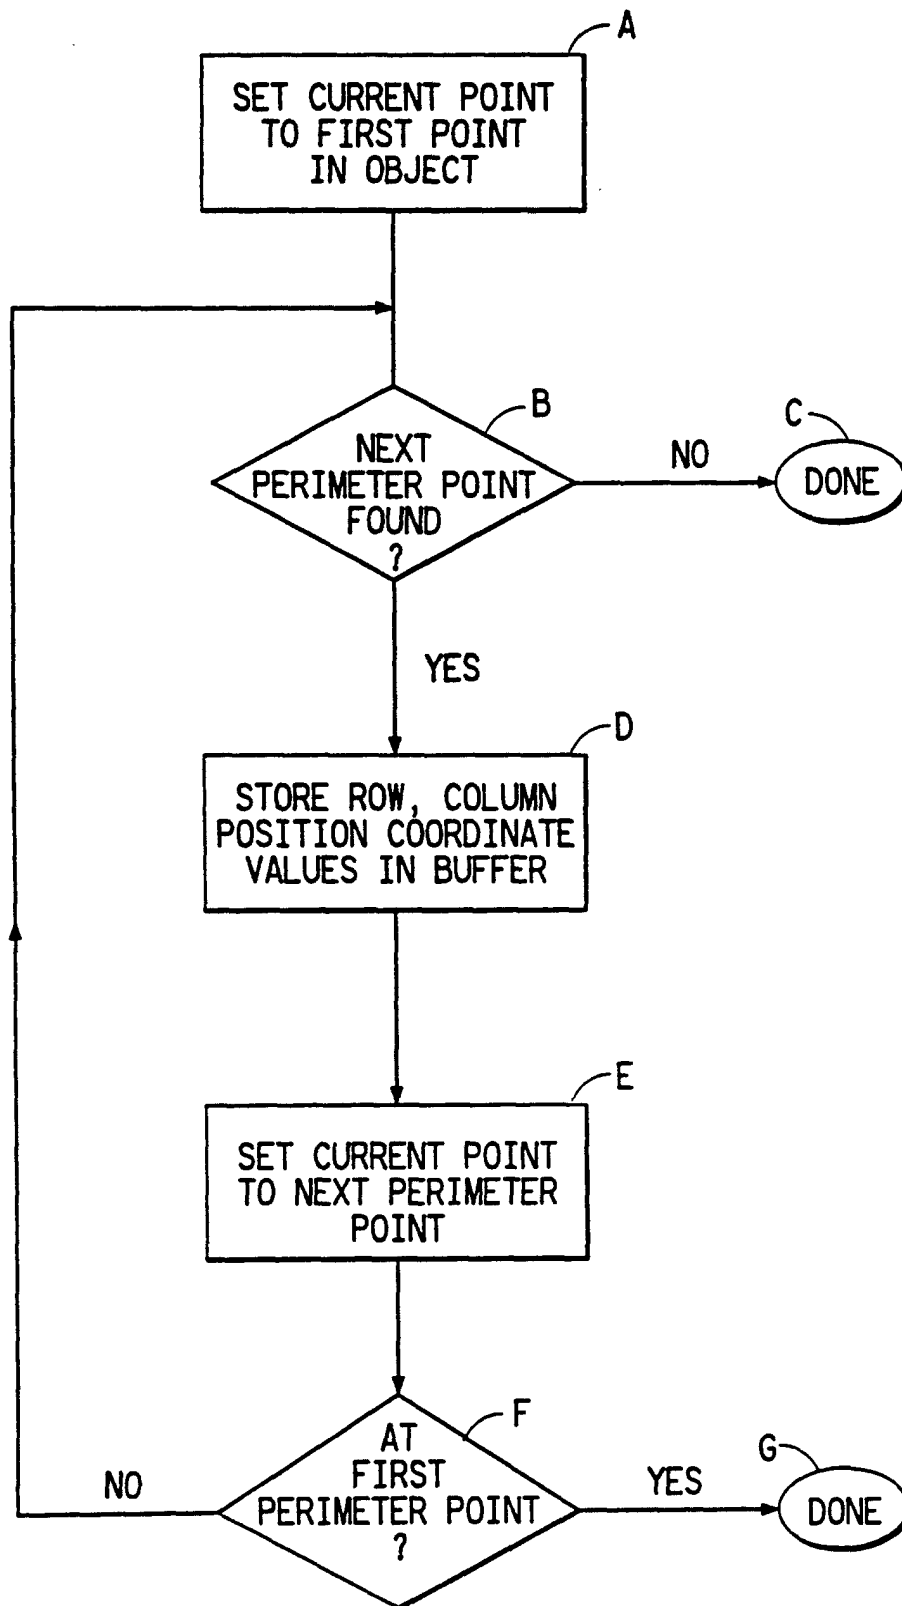 A
SET CURRENT POINT
TO FIRST POINT
IN OBJECT
B
NEXT
PERIMETER POINT
FOUND
?
NO
C
DONE
YES
D
STORE ROW, COLUMN
POSITION COORDINATE
VALUES IN BUFFER
E
SET CURRENT POINT
TO NEXT PERIMETER
POINT
F
AT
FIRST
PERIMETER POINT
?
NO
YES
G
DONE